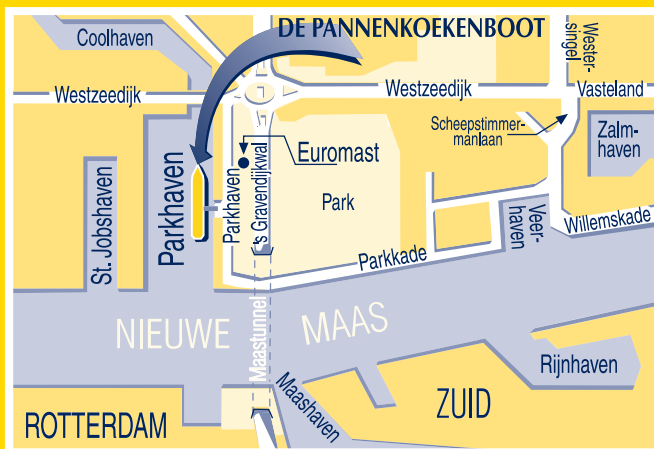 DE PANNENKOEKENBOOT
Coolhaven
Wester-
singel
Westzeedijk
Westzeedijk
Vasteland
Scheepstimmer-
manlaan
Zalm-
haven
Euromast
Parkhaven
Parkhaven
's Gravendijkwal
Park
St. Jobshaven
Veer-
haven
Willemskade
Parkkade
NIEUWE MAAS
Maastunnel
Rijnhaven
Maashaven
ZUID
ROTTERDAM